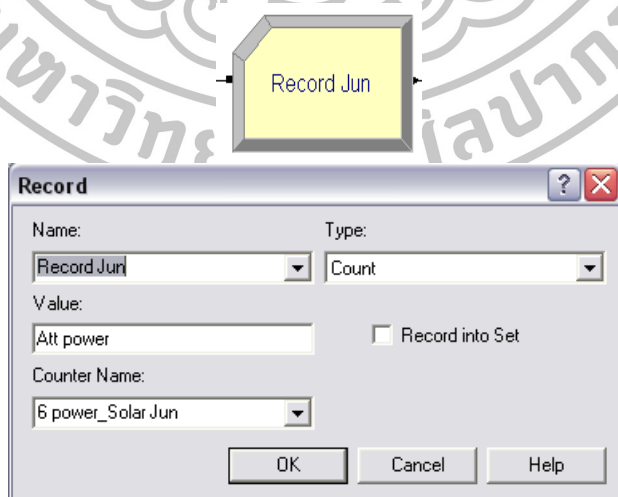 Record Jun
Record
Name:
Type:
Record Jun
Count
Value:
Att power
Record into Set
Counter Name:
6 power_Solar Jun
OK
Cancel
Help